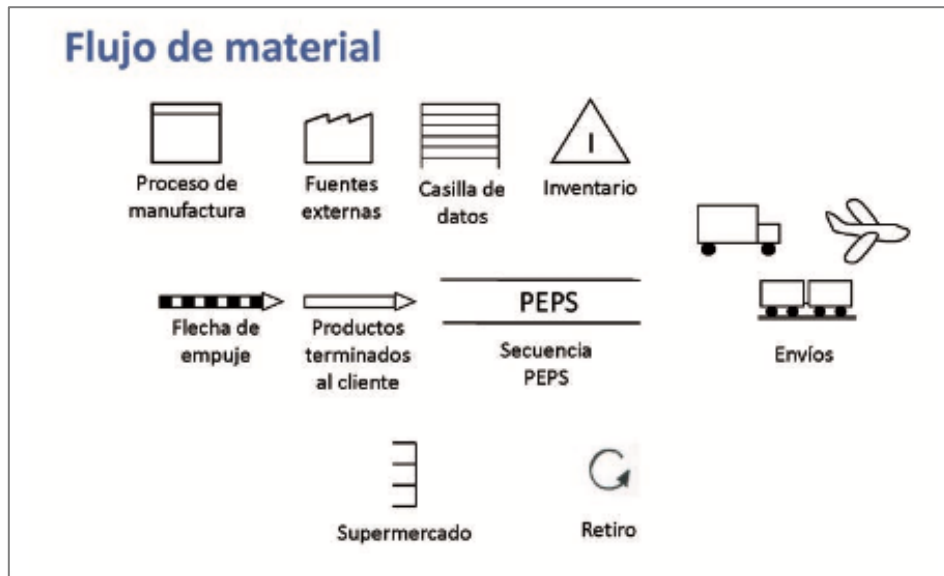 Flujo de material
I
Proceso de
manufactura
Fuentes
externas
Casilla de
datos
Inventario
PEPS
Flecha de
empuje
Productos
terminados
al cliente
Secuencia
PEPS
Envíos
Supermercado
Retiro